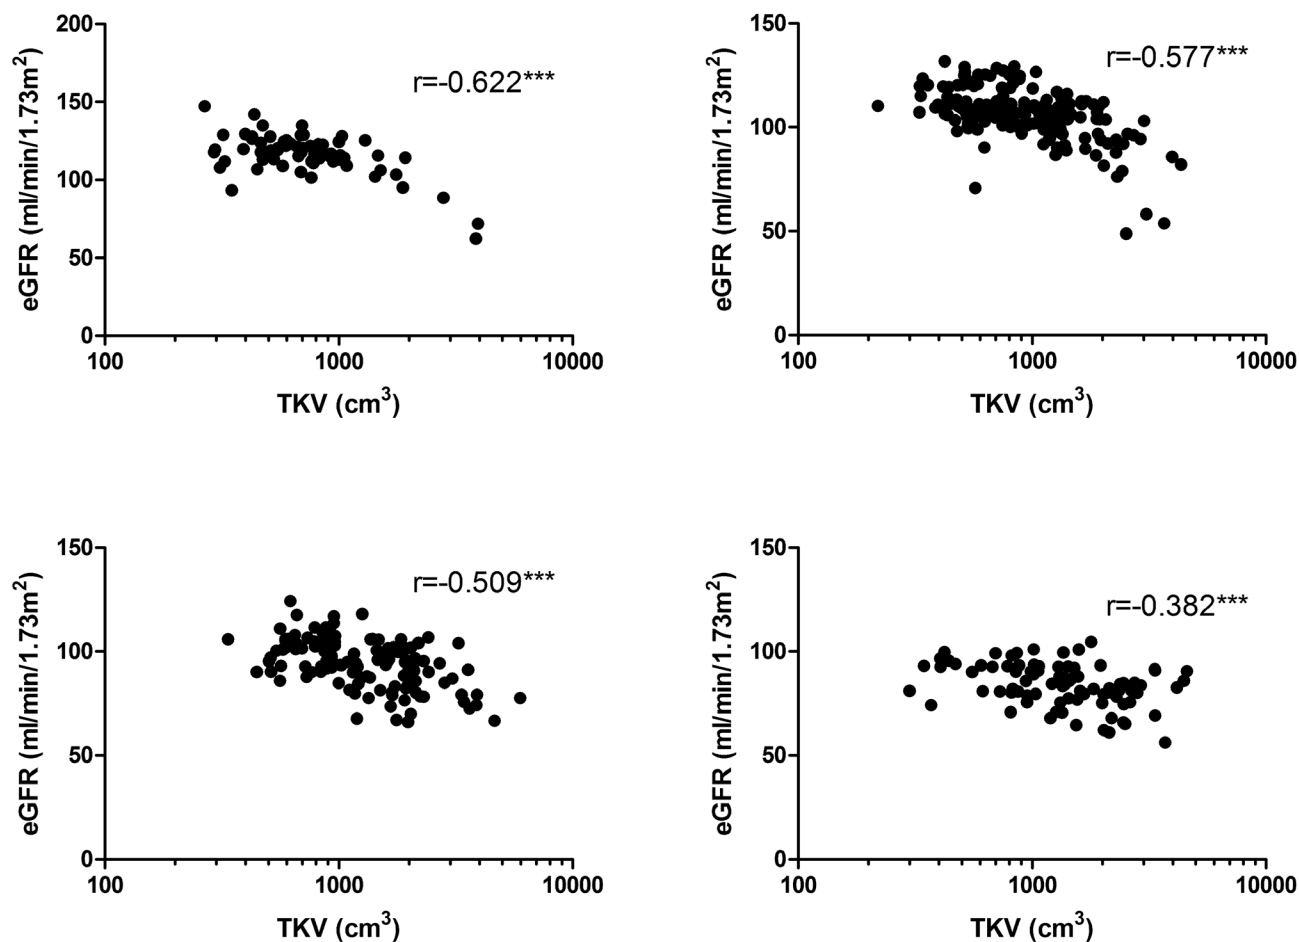 200
150
100
50
0
eGFR (ml/min/1.73m²)
r=-0.622***
100 1000 10000
TKV (cm³)
150
100
50
0
eGFR (ml/min/1.73m²)
r=-0.577***
100 1000 10000
TKV (cm³)
150
100
50
0
eGFR (ml/min/1.73m²)
r=-0.509***
100 1000 10000
TKV (cm³)
150
100
50
0
eGFR (ml/min/1.73m²)
r=-0.382***
100 1000 10000
TKV (cm³)